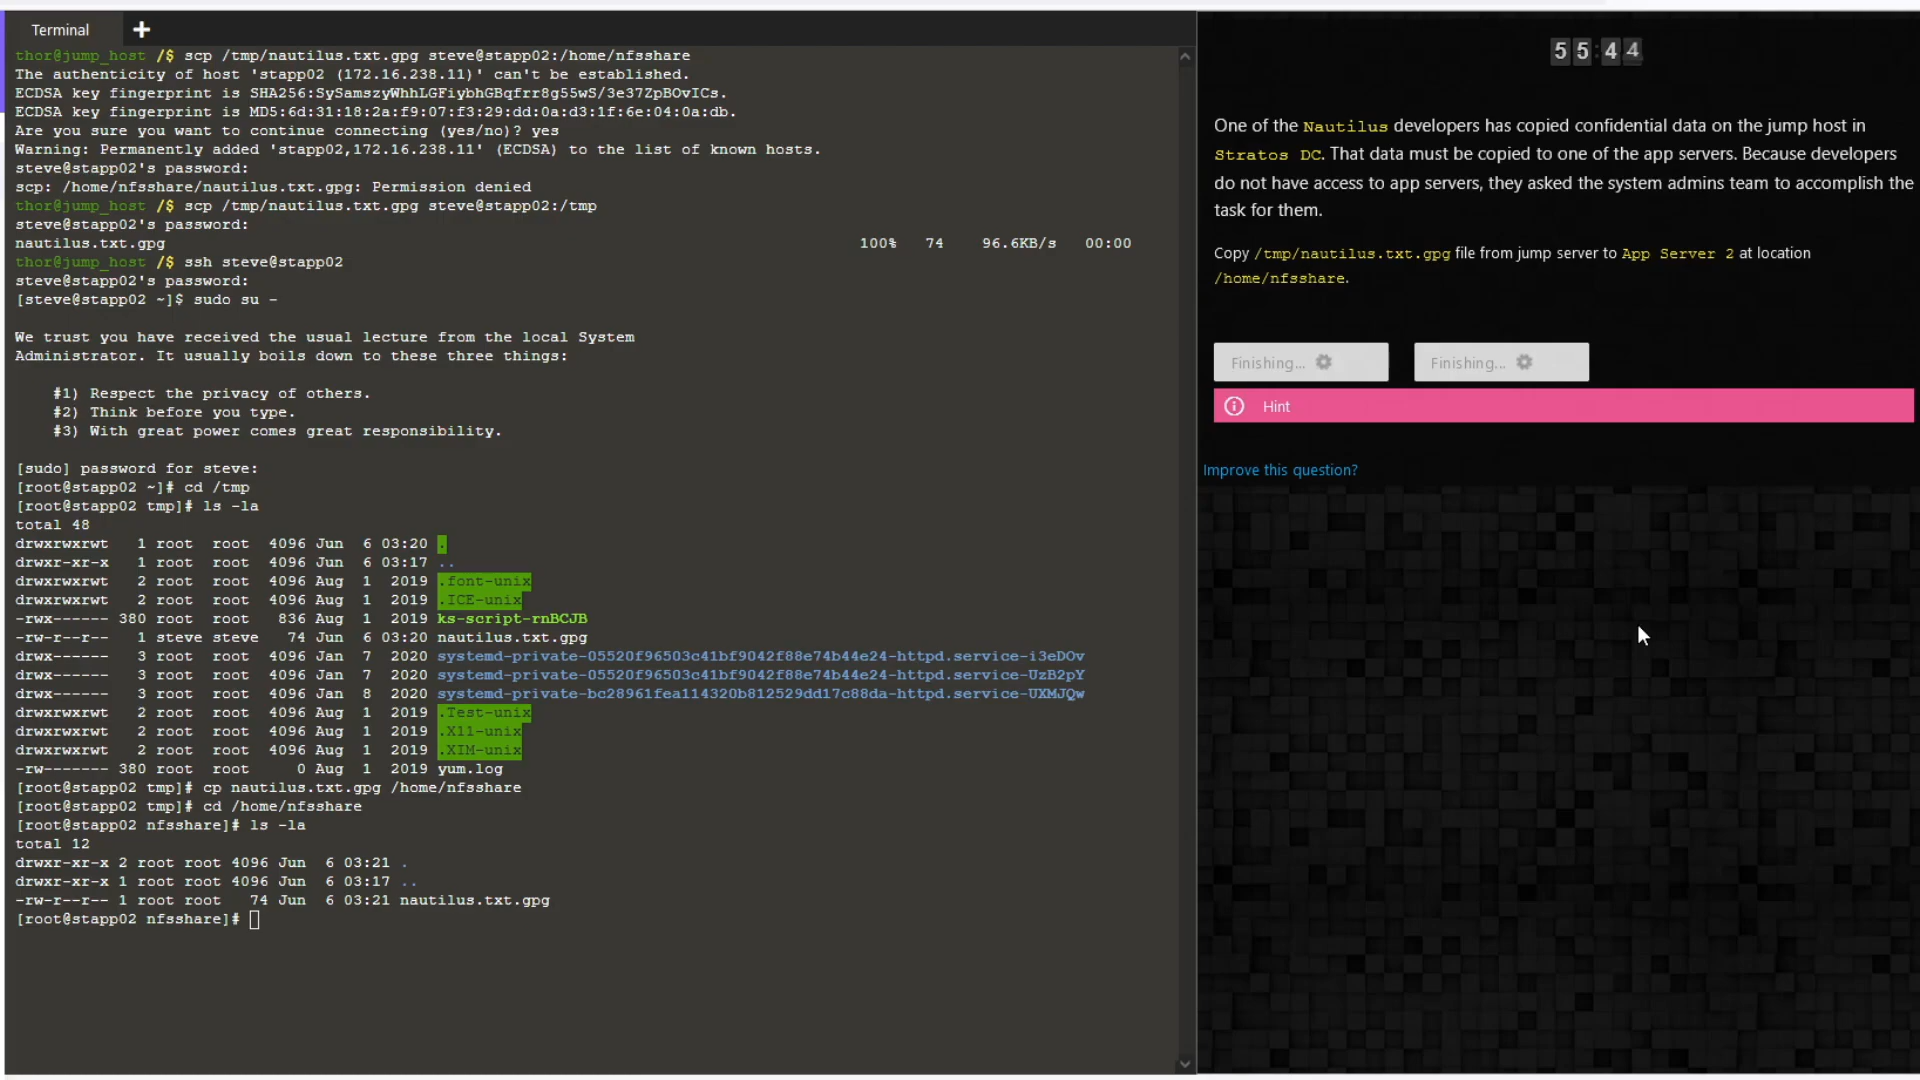 Terminal
+
thor@jump_host /$ scp /tmp/nautilus.txt.gpg steve@stapp02:/home/nfsshare
The authenticity of host 'stapp02 (172.16.238.11)' can't be established.
ECDSA key fingerprint is SHA256:SySamszyWhhLGFiybhGBqfrr8g55wS/3e37ZpBOvICs.
ECDSA key fingerprint is MD5:6d:31:18:2a:f9:07:f3:29:dd:0a:d3:1f:6e:04:0a:db.
Are you sure you want to continue connecting (yes/no)? yes
Warning: Permanently added 'stapp02,172.16.238.11' (ECDSA) to the list of known hosts.
steve@stapp02's password:
scp: /home/nfsshare/nautilus.txt.gpg: Permission denied
thor@jump_host /$ scp /tmp/nautilus.txt.gpg steve@stapp02:/tmp
steve@stapp02's password:
nautilus.txt.gpg 100% 74 96.6KB/s 00:00
thor@jump_host /$ ssh steve@stapp02
steve@stapp02's password:
[steve@stapp02 ~]$ sudo su -
We trust you have received the usual lecture from the local System
Administrator. It usually boils down to these three things:
#1) Respect the privacy of others.
#2) Think before you type.
#3) With great power comes great responsibility.
[sudo] password for steve:
[root@stapp02 ~]# cd /tmp
[root@stapp02 tmp]# ls -la
total 48
drwxrwxrwt 1 root root 4096 Jun 6 03:20 .
drwxr-xr-x 1 root root 4096 Jun 6 03:17 ..
drwxrwxrwt 2 root root 4096 Aug 1 2019 .font-unix
drwxrwxrwt 2 root root 4096 Aug 1 2019 .ICE-unix
-rwx------ 380 root root 836 Aug 1 2019 ks-script-rnBCJB
-rw-r--r-- 1 steve steve 74 Jun 6 03:20 nautilus.txt.gpg
drwx------ 3 root root 4096 Jan 7 2020 systemd-private-05520f96503c41bf9042f88e74b44e24-httpd.service-i3eDOv
drwx------ 3 root root 4096 Jan 7 2020 systemd-private-05520f96503c41bf9042f88e74b44e24-httpd.service-UzB2pY
drwx------ 3 root root 4096 Jan 8 2020 systemd-private-bc28961fea114320b812529dd17c88da-httpd.service-UXMJQw
drwxrwxrwt 2 root root 4096 Aug 1 2019 .Test-unix
drwxrwxrwt 2 root root 4096 Aug 1 2019 .X11-unix
drwxrwxrwt 2 root root 4096 Aug 1 2019 .XIM-unix
-rw------- 380 root root 0 Aug 1 2019 yum.log
[root@stapp02 tmp]# cp nautilus.txt.gpg /home/nfsshare
[root@stapp02 tmp]# cd /home/nfsshare
[root@stapp02 nfsshare]# ls -la
total 12
drwxr-xr-x 2 root root 4096 Jun 6 03:21 .
drwxr-xr-x 1 root root 4096 Jun 6 03:17 ..
-rw-r--r-- 1 root root 74 Jun 6 03:21 nautilus.txt.gpg
[root@stapp02 nfsshare]#
55:44
One of the Nautilus developers has copied confidential data on the jump host in
Stratos DC. That data must be copied to one of the app servers. Because developers
do not have access to app servers, they asked the system admins team to accomplish the
task for them.
Copy /tmp/nautilus.txt.gpg file from jump server to App Server 2 at location
/home/nfsshare.
Finishing... Finishing...
Hint
Improve this question?